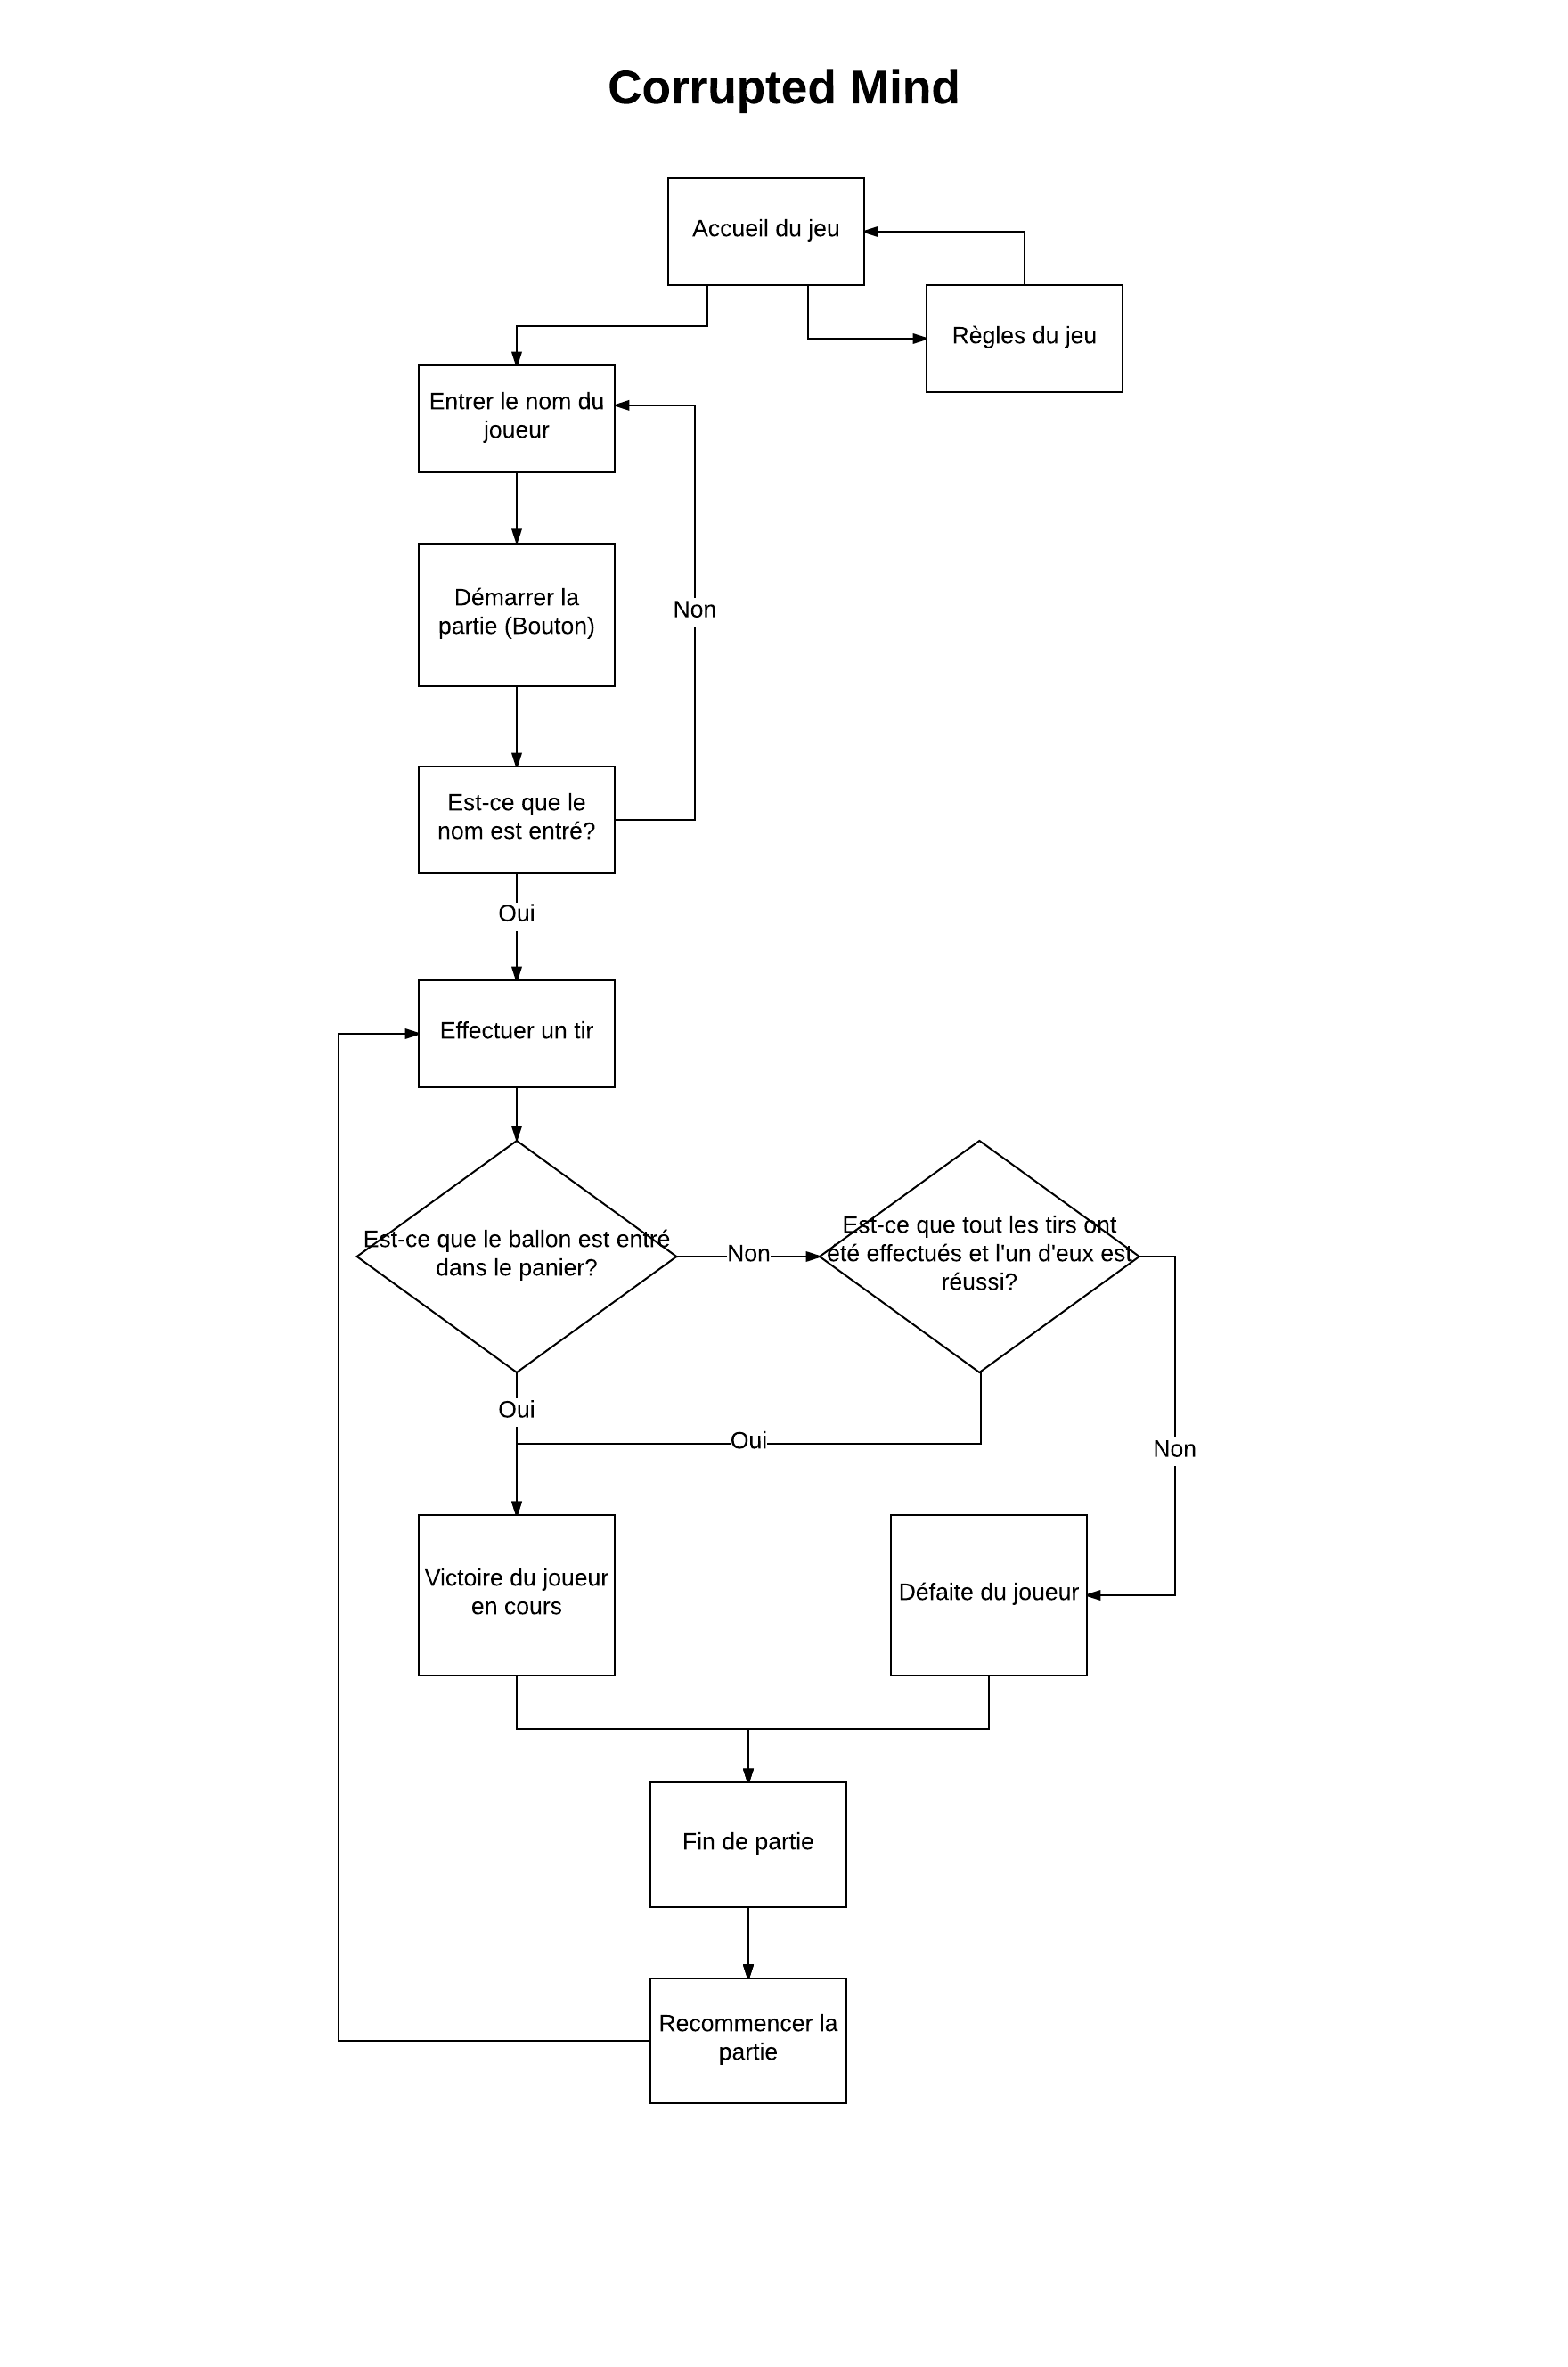 Corrupted Mind
Accueil du jeu
Règles du jeu
Entrer le nom du
joueur
Démarrer la
partie (Bouton)
Non
Est-ce que le
nom est entré?
Oui
Effectuer un tir
Est-ce que le ballon est entré
dans le panier?
Non
Est-ce que tout les tirs ont
été effectués et l'un d'eux est
réussi?
Oui
Oui
Non
Victoire du joueur
en cours
Défaite du joueur
Fin de partie
Recommencer la
partie